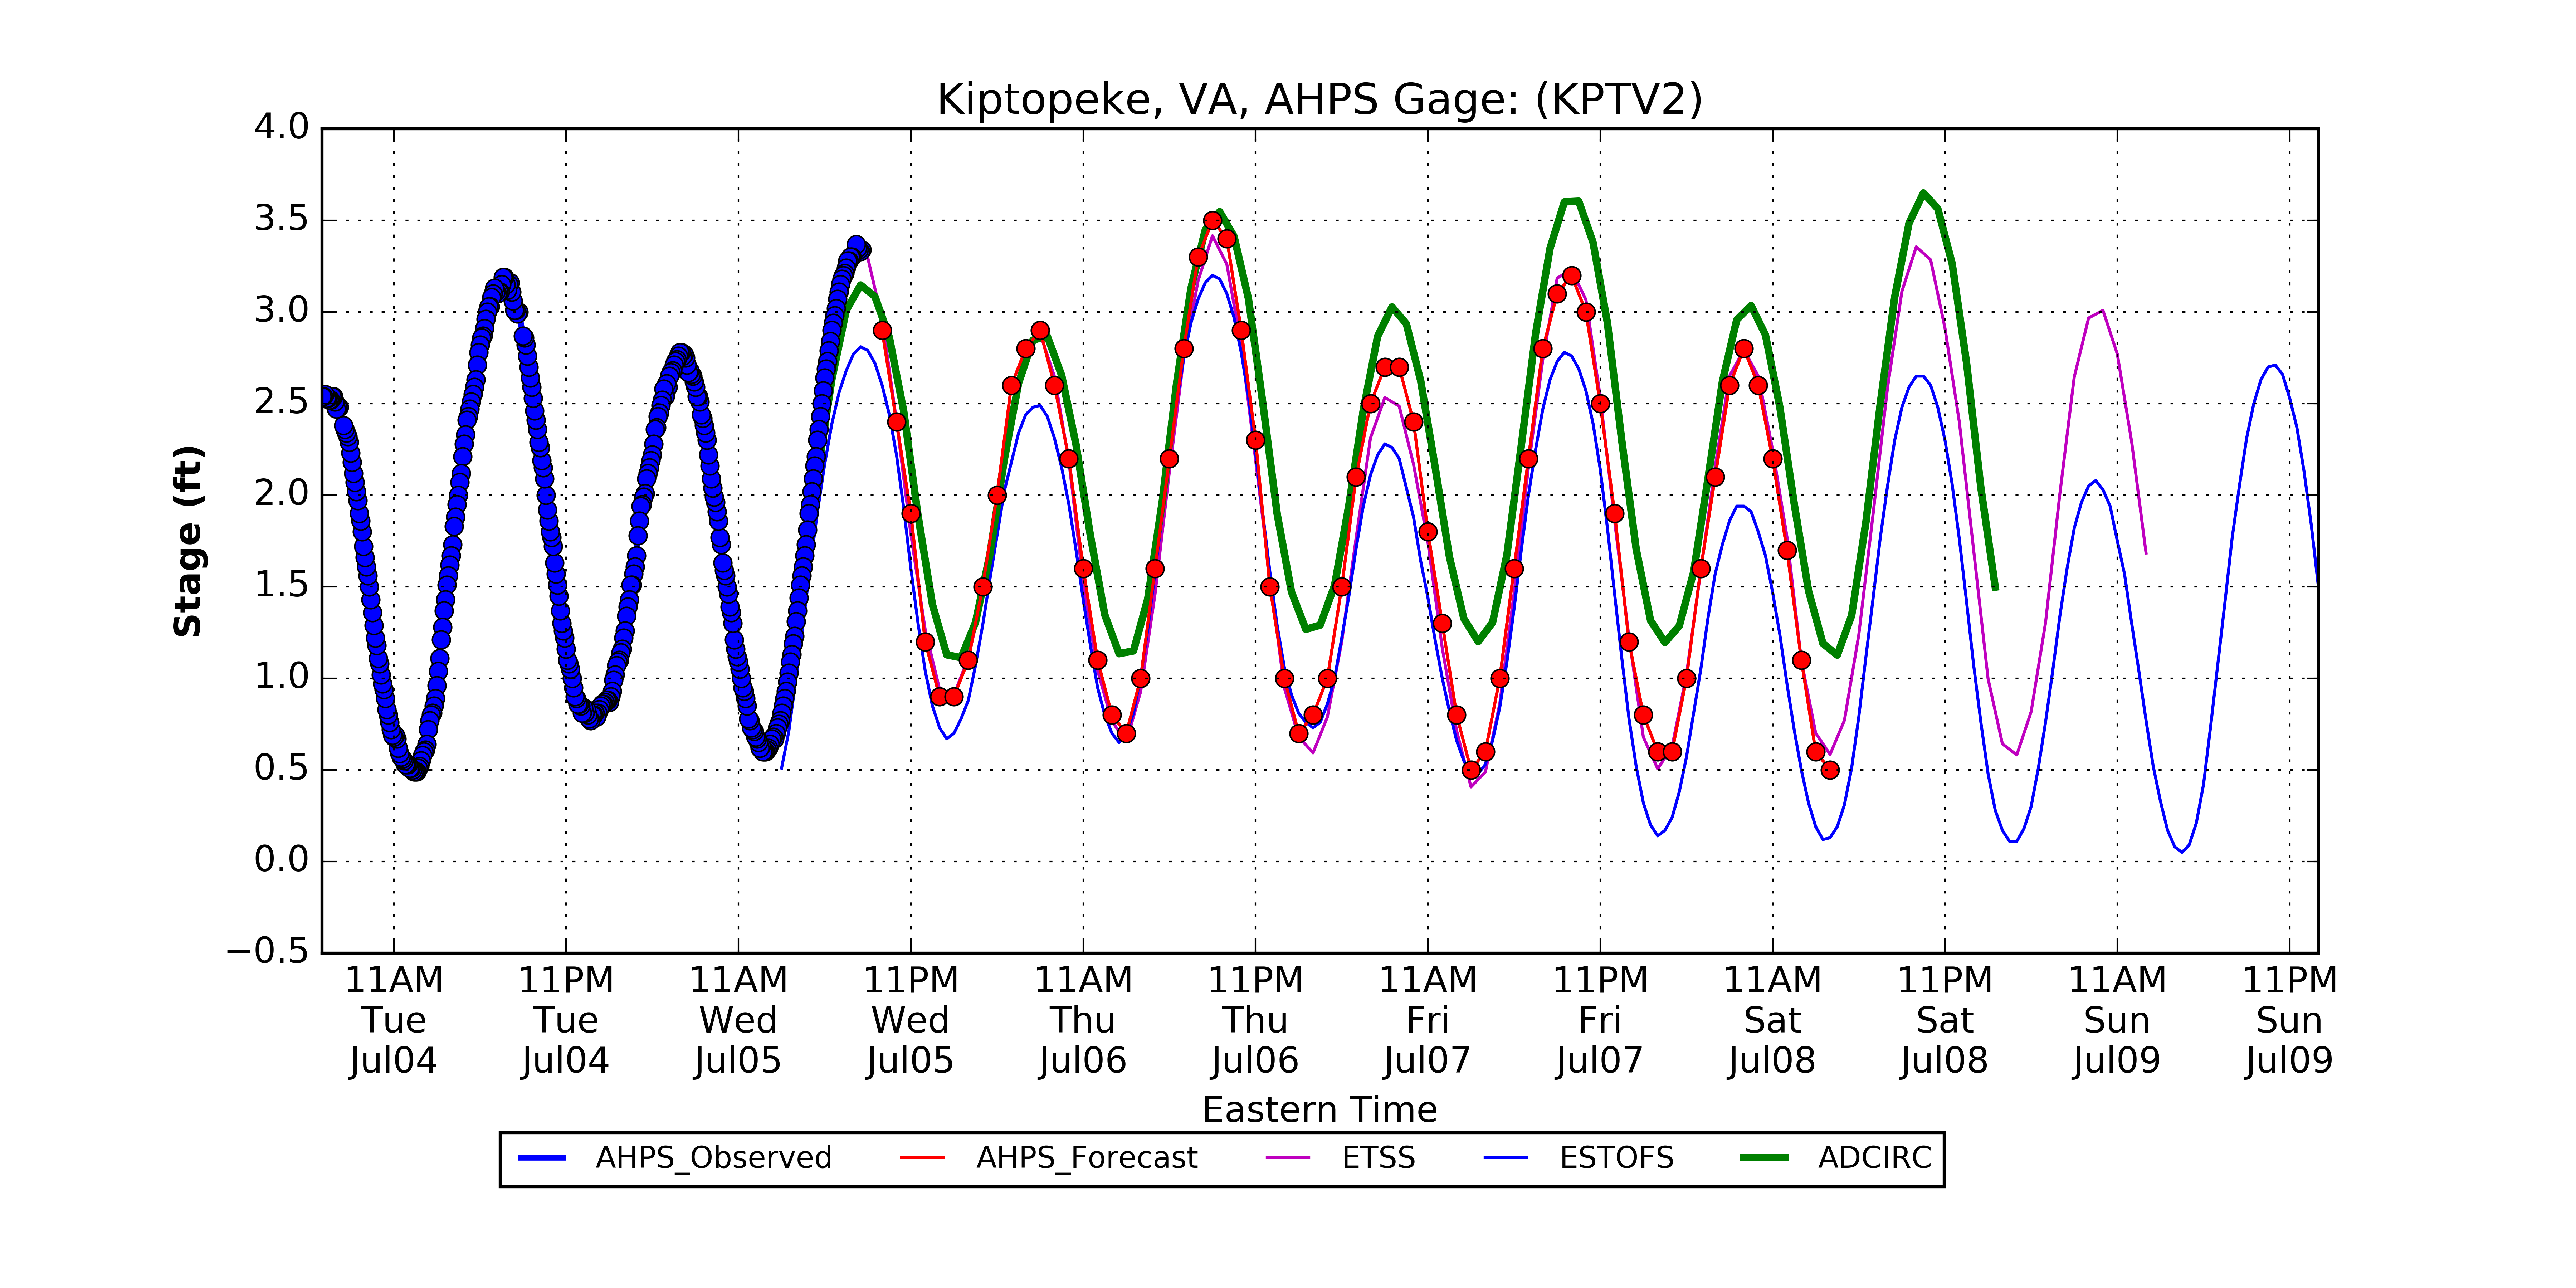 Kiptopeke, VA, AHPS Gage: (KPTV2)
4.0
3.5
3.0
2.5
2.0
1.5
1.0
0.5
0.0
−0.5
Stage (ft)
11AM 11PM 11AM 11PM 11AM 11PM 11AM 11PM 11AM 11PM 11AM 11PM
Tue Tue Wed Wed Thu Thu Fri Fri Sat Sat Sun Sun
Jul04 Jul04 Jul05 Jul05 Jul06 Jul06 Jul07 Jul07 Jul08 Jul08 Jul09 Jul09
Eastern Time
AHPS_Observed AHPS_Forecast ETSS ESTOFS ADCIRC